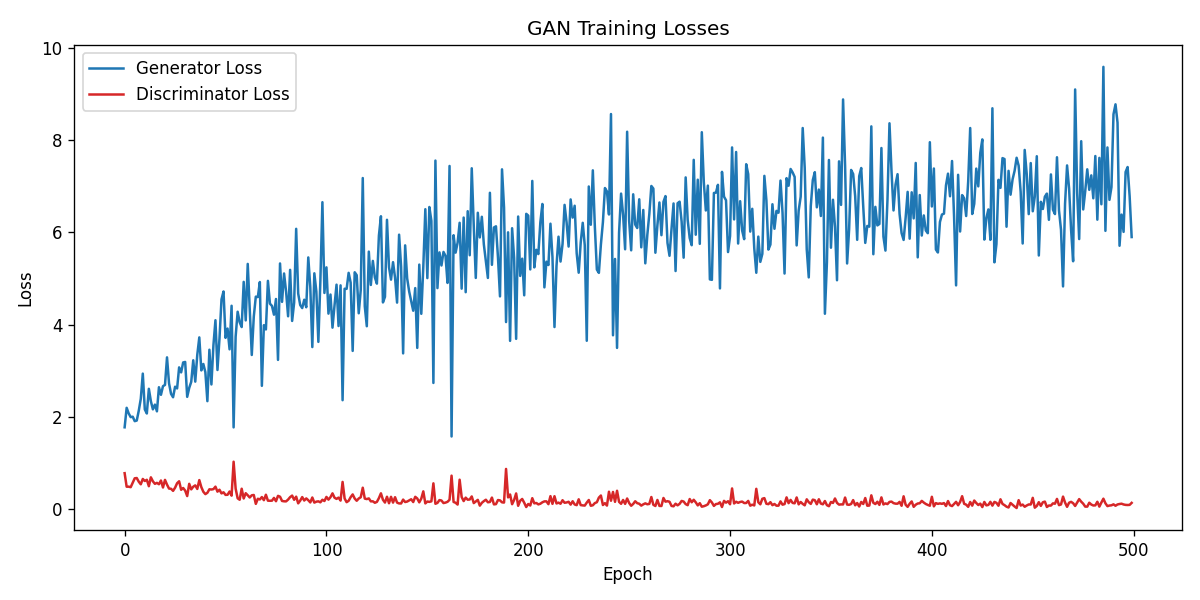 GAN Training Losses
Generator Loss
Discriminator Loss
10
8
6
4
2
0
Loss
0 100 200 300 400 500
Epoch